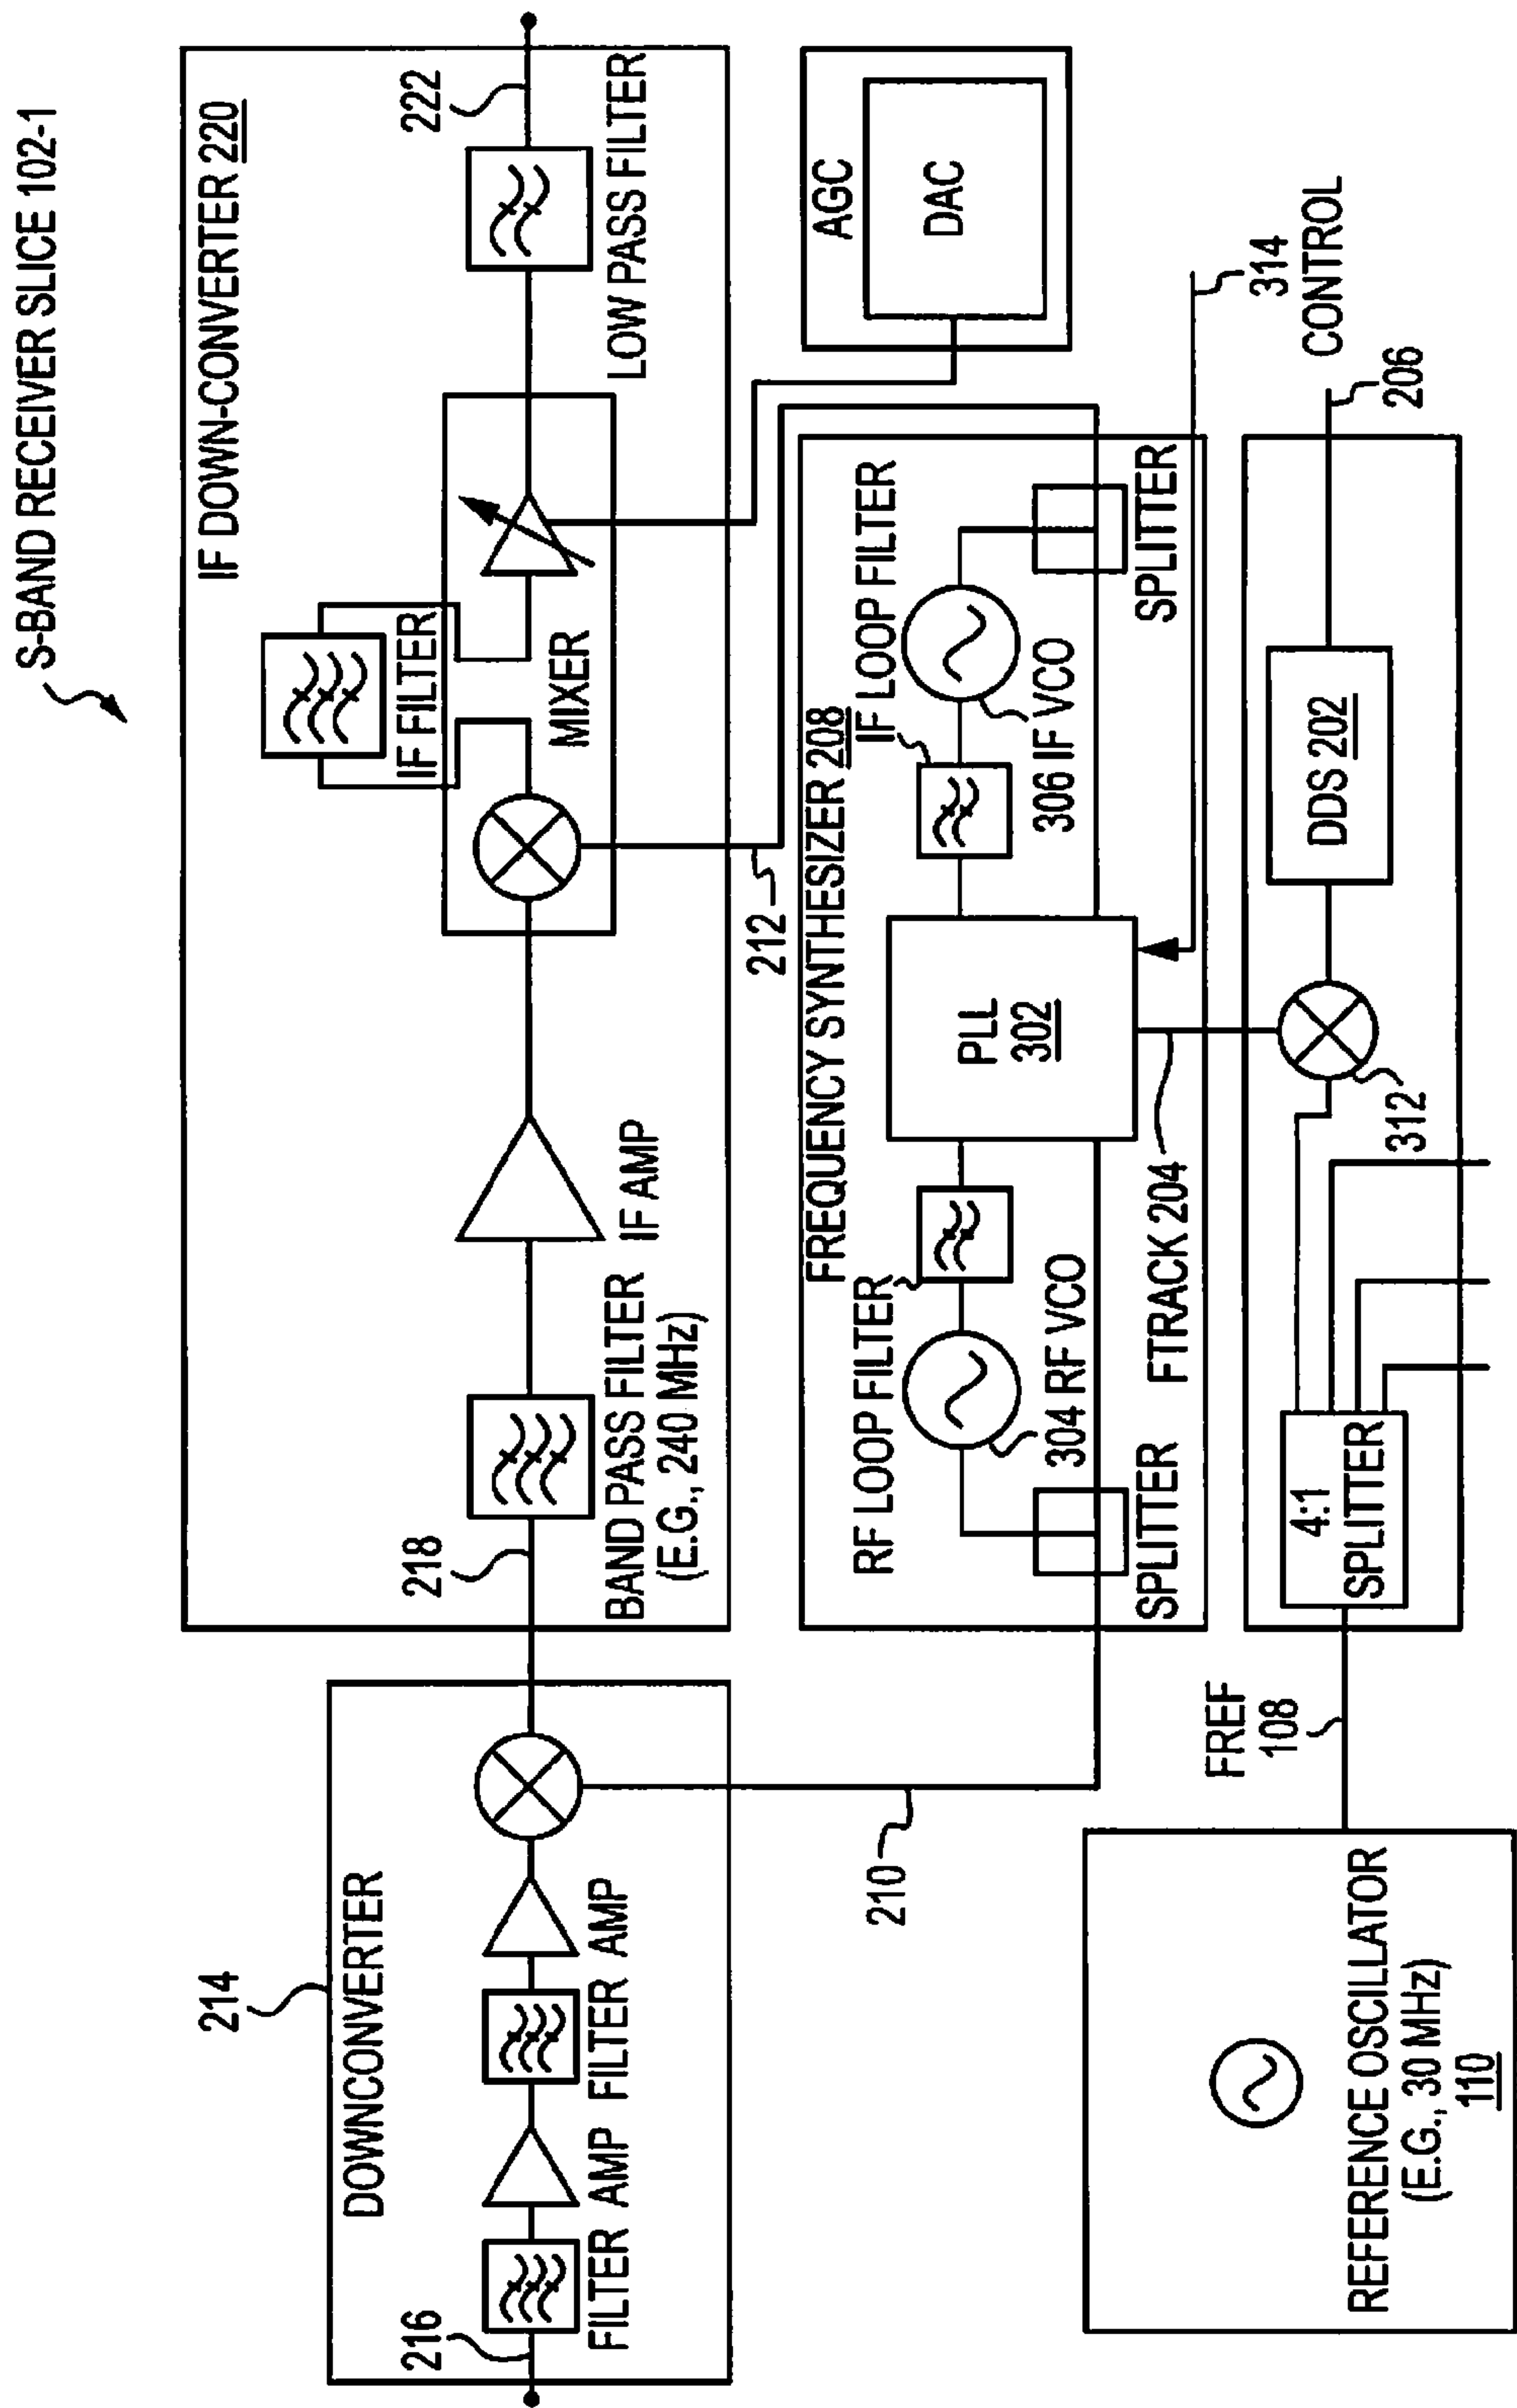 S-BAND RECEIVER SLICE 102-1
214
DOWNCONVERTER
216
FILTER
AMP
FILTER
AMP
IF DOWN-CONVERTER 220
218
BAND PASS FILTER
(E.G., 240 MHz)
IF AMP
IF FILTER
MIXER
222
LOW PASS FILTER
210
212
AGC
DAC
FREQUENCY SYNTHESIZER 208
RF LOOP FILTER
304 RF VCO
SPLITTER
PLL
302
IF LOOP FILTER
306 IF VCO
SPLITTER
314
CONTROL
206
FTRACK 204
312
DDS 202
4:1
SPLITTER
FREF
108
REFERENCE OSCILLATOR
(E.G., 30 MHz)
110